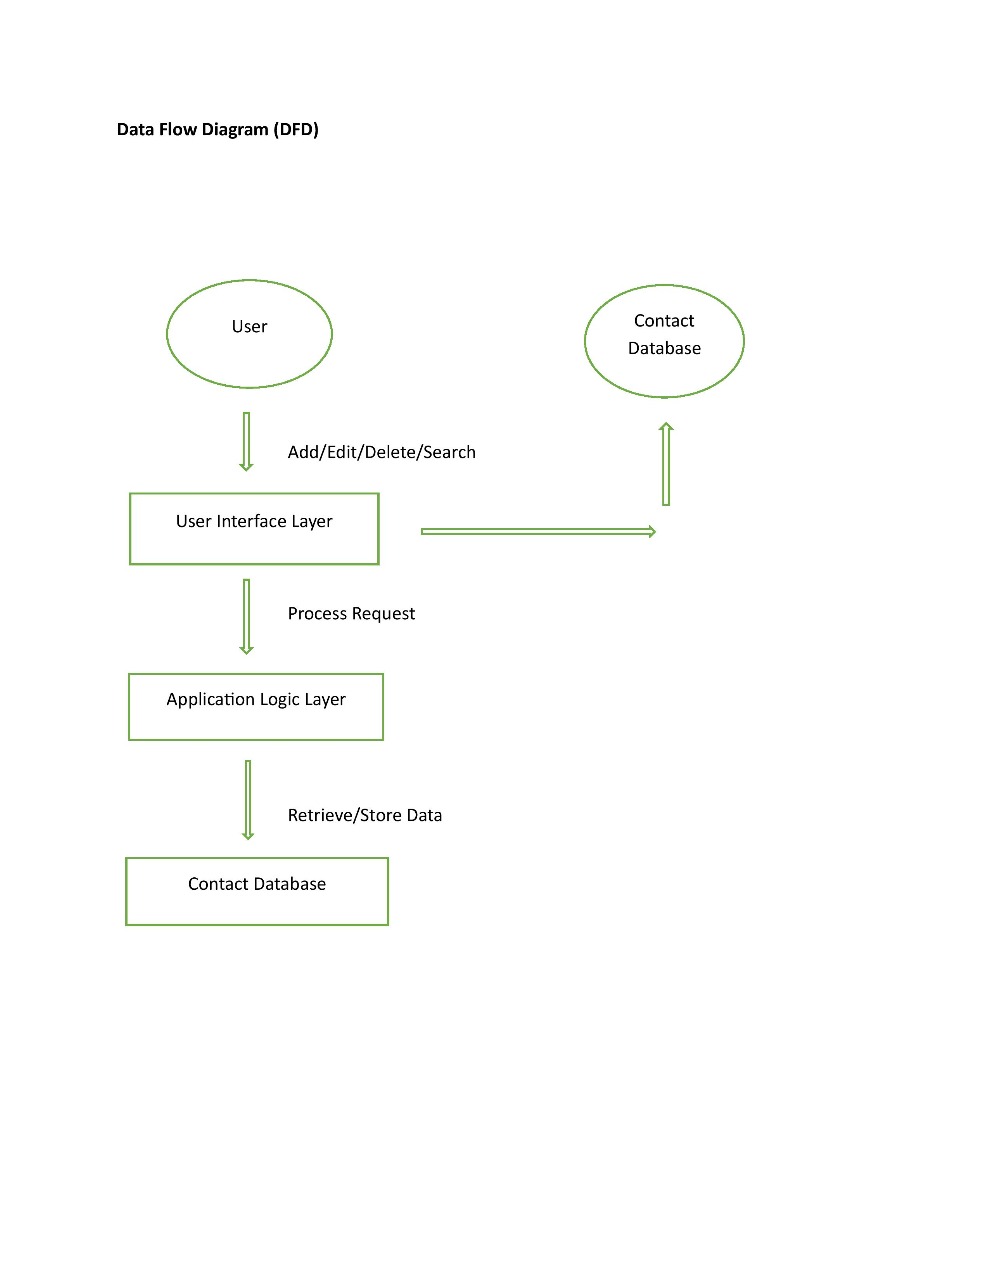 Data Flow Diagram (DFD)
User
Contact
Database
Add/Edit/Delete/Search
User Interface Layer
Process Request
Application Logic Layer
Retrieve/Store Data
Contact Database